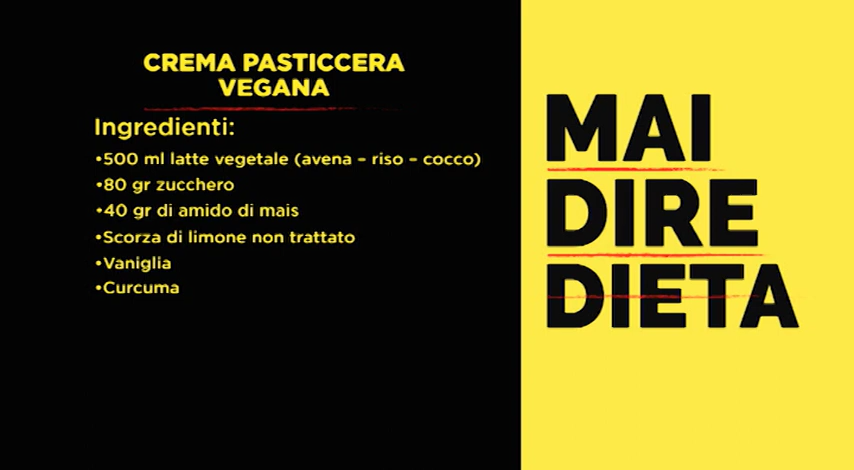 CREMA PASTICCERA
VEGANA
Ingredienti:
•500 ml latte vegetale (avena – riso – cocco)
•80 gr zucchero
•40 gr di amido di mais
•Scorza di limone non trattato
•Vaniglia
•Curcuma
MAI
DIRE
DIETA